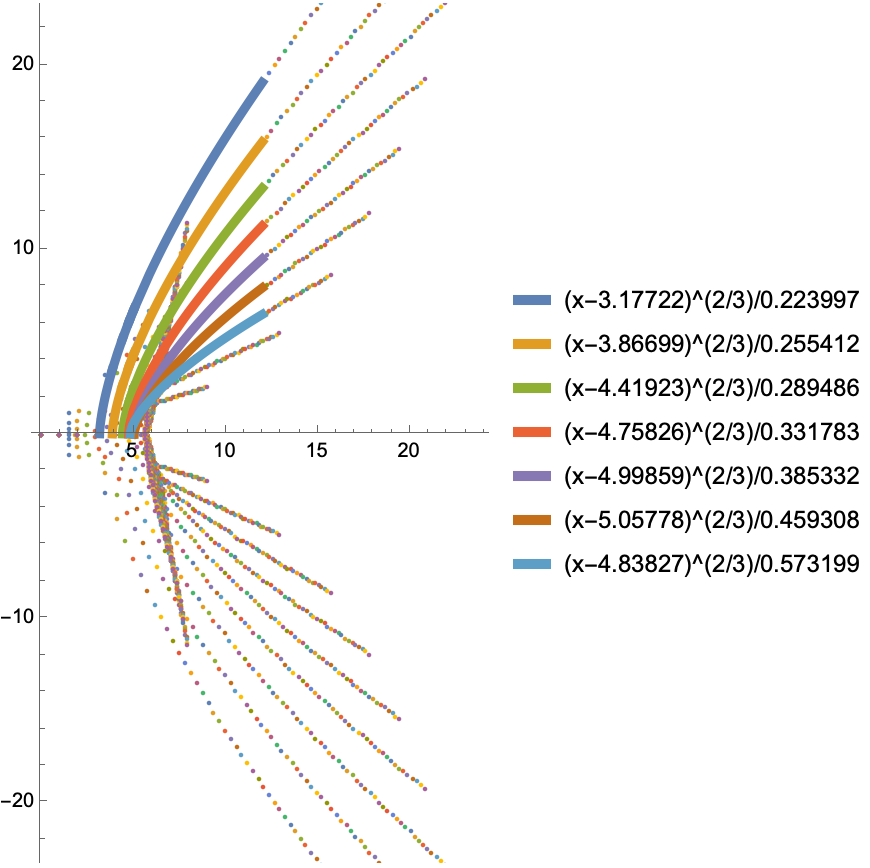 20
10
5
10
15
20
−10
−20
(x−3.17722)^(2/3)/0.223997
(x−3.86699)^(2/3)/0.255412
(x−4.41923)^(2/3)/0.289486
(x−4.75826)^(2/3)/0.331783
(x−4.99859)^(2/3)/0.385332
(x−5.05778)^(2/3)/0.459308
(x−4.83827)^(2/3)/0.573199